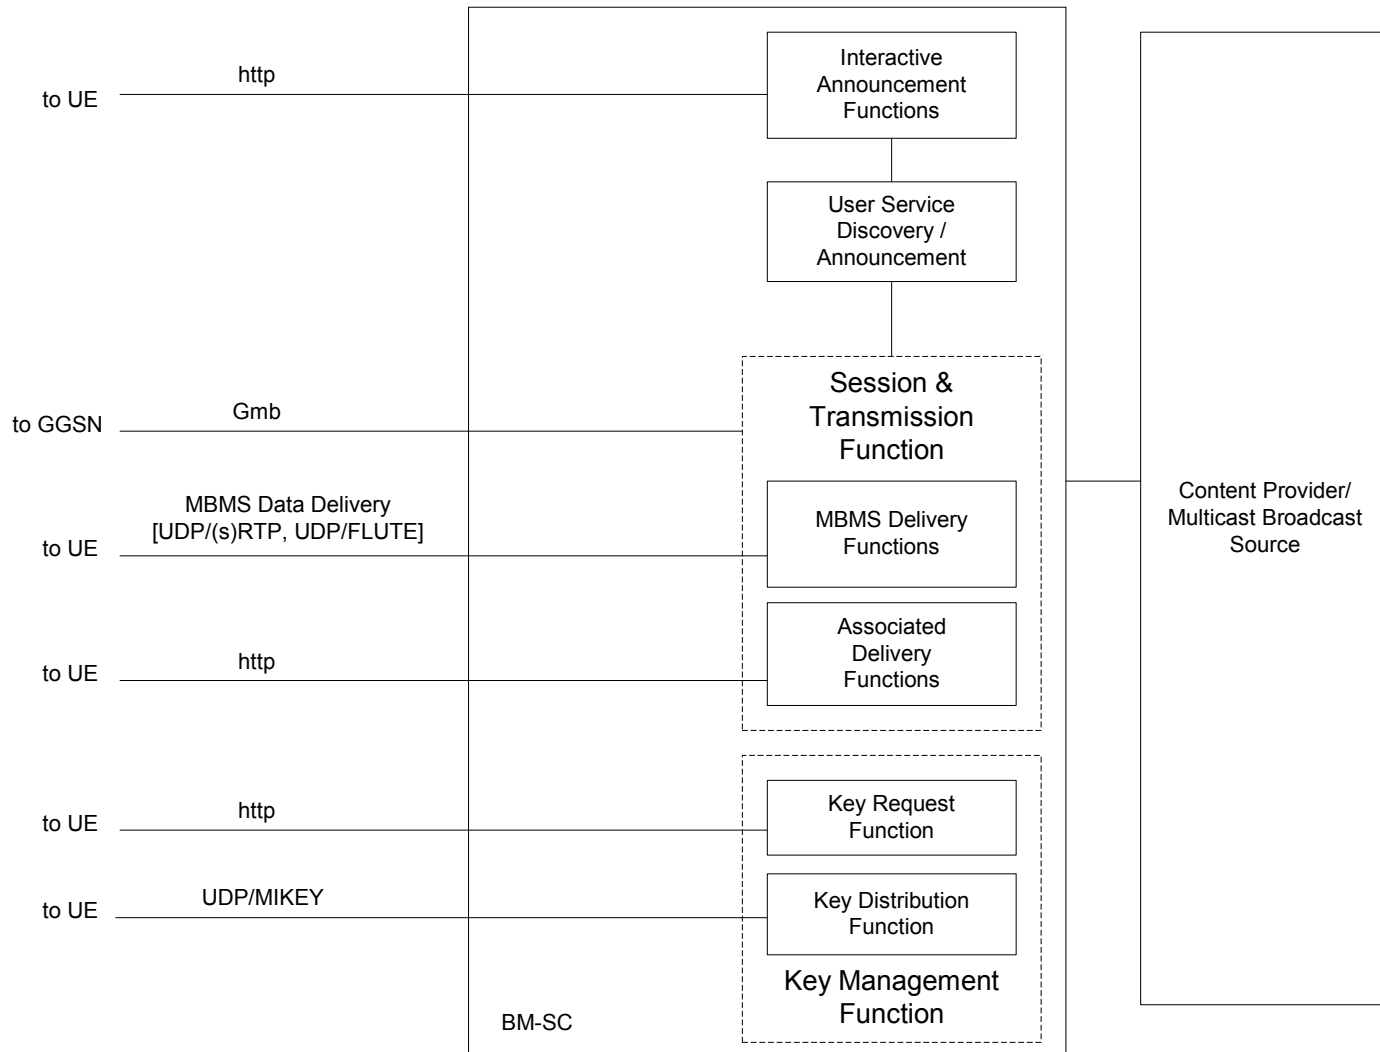 http
to UE
Interactive
Announcement
Functions
User Service
Discovery /
Announcement
Session &
Transmission
Function
Gmb
to GGSN
MBMS Data Delivery
[UDP/(s)RTP, UDP/FLUTE]
to UE
MBMS Delivery
Functions
Content Provider/
Multicast Broadcast
Source
Associated
Delivery
Functions
http
to UE
http
to UE
Key Request
Function
UDP/MIKEY
to UE
Key Distribution
Function
Key Management
Function
BM-SC